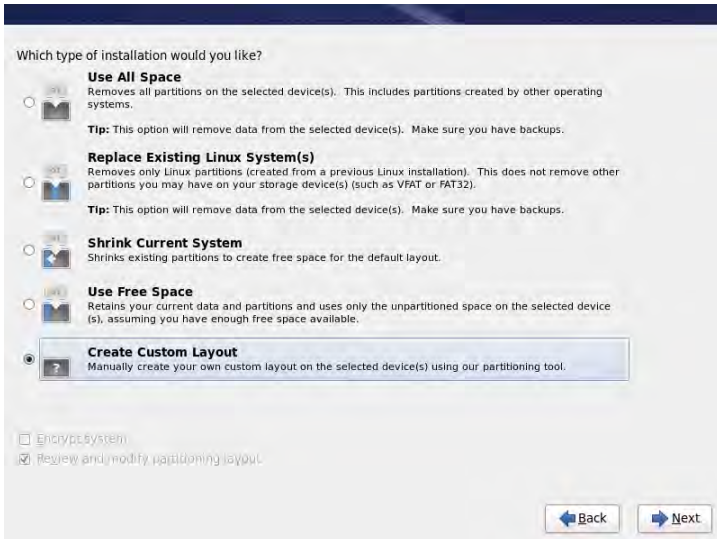 Which type of installation would you like?
Use All Space
Removes all partitions on the selected device(s). This includes partitions created by other operating
systems.
Tip: This option will remove data from the selected device(s). Make sure you have backups.
Replace Existing Linux System(s)
Removes only Linux partitions (created from a previous Linux installation). This does not remove other
partitions you may have on your storage device(s) (such as VFAT or FAT32).
Tip: This option will remove data from the selected device(s). Make sure you have backups.
Shrink Current System
Shrinks existing partitions to create free space for the default layout.
Use Free Space
Retains your current data and partitions and uses only the unpartitioned space on the selected device
(s), assuming you have enough free space available.
?
Create Custom Layout
Manually create your own custom layout on the selected device(s) using our partitioning tool.
Encrypt system
Review and modify partitioning layout
Back
Next